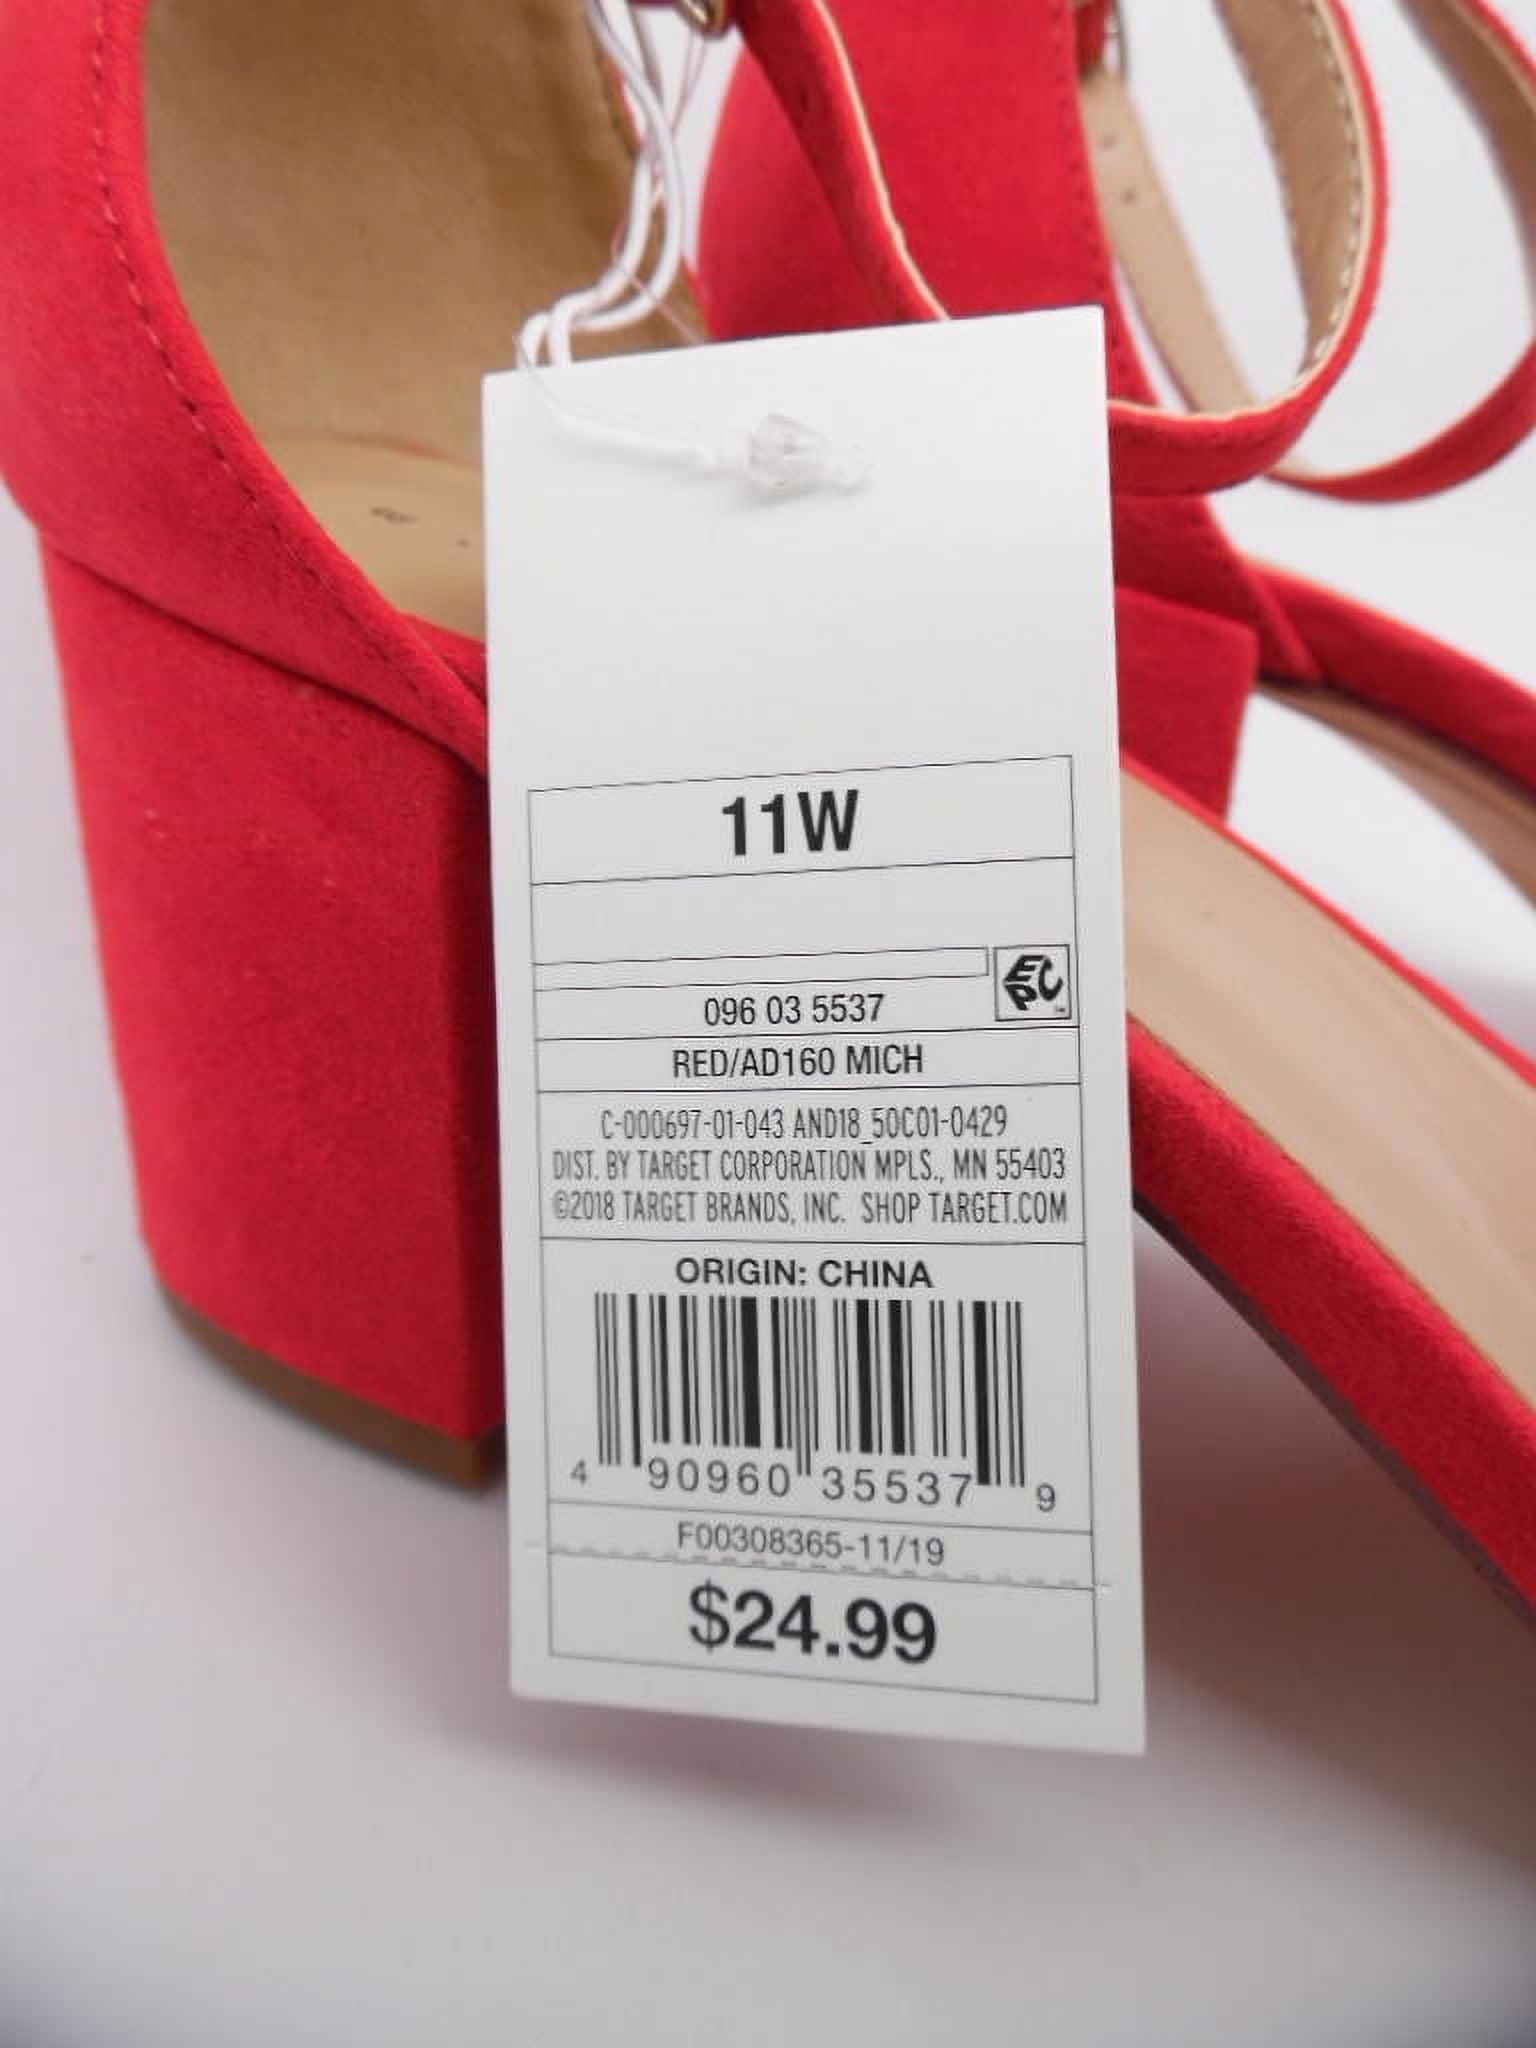 11W
EPC
096 03 5537
RED/AD160 MICH
C-000697-01-043 AND18_50C01-0429
DIST. BY TARGET CORPORATION MPLS., MN 55403
©2018 TARGET BRANDS, INC. SHOP TARGET.COM
ORIGIN: CHINA
4 90960 35537 9
F00308365-11/19
$24.99